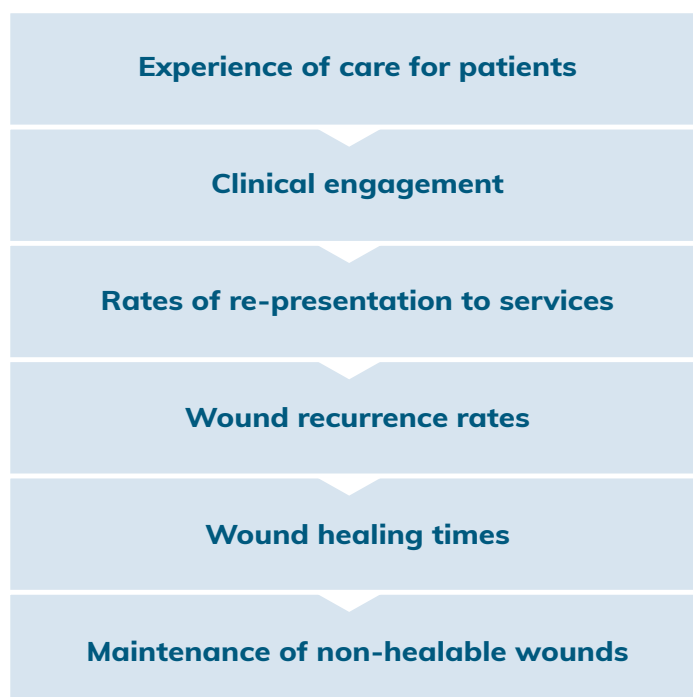 Experience of care for patients
Clinical engagement
Rates of re-presentation to services
Wound recurrence rates
Wound healing times
Maintenance of non-healable wounds